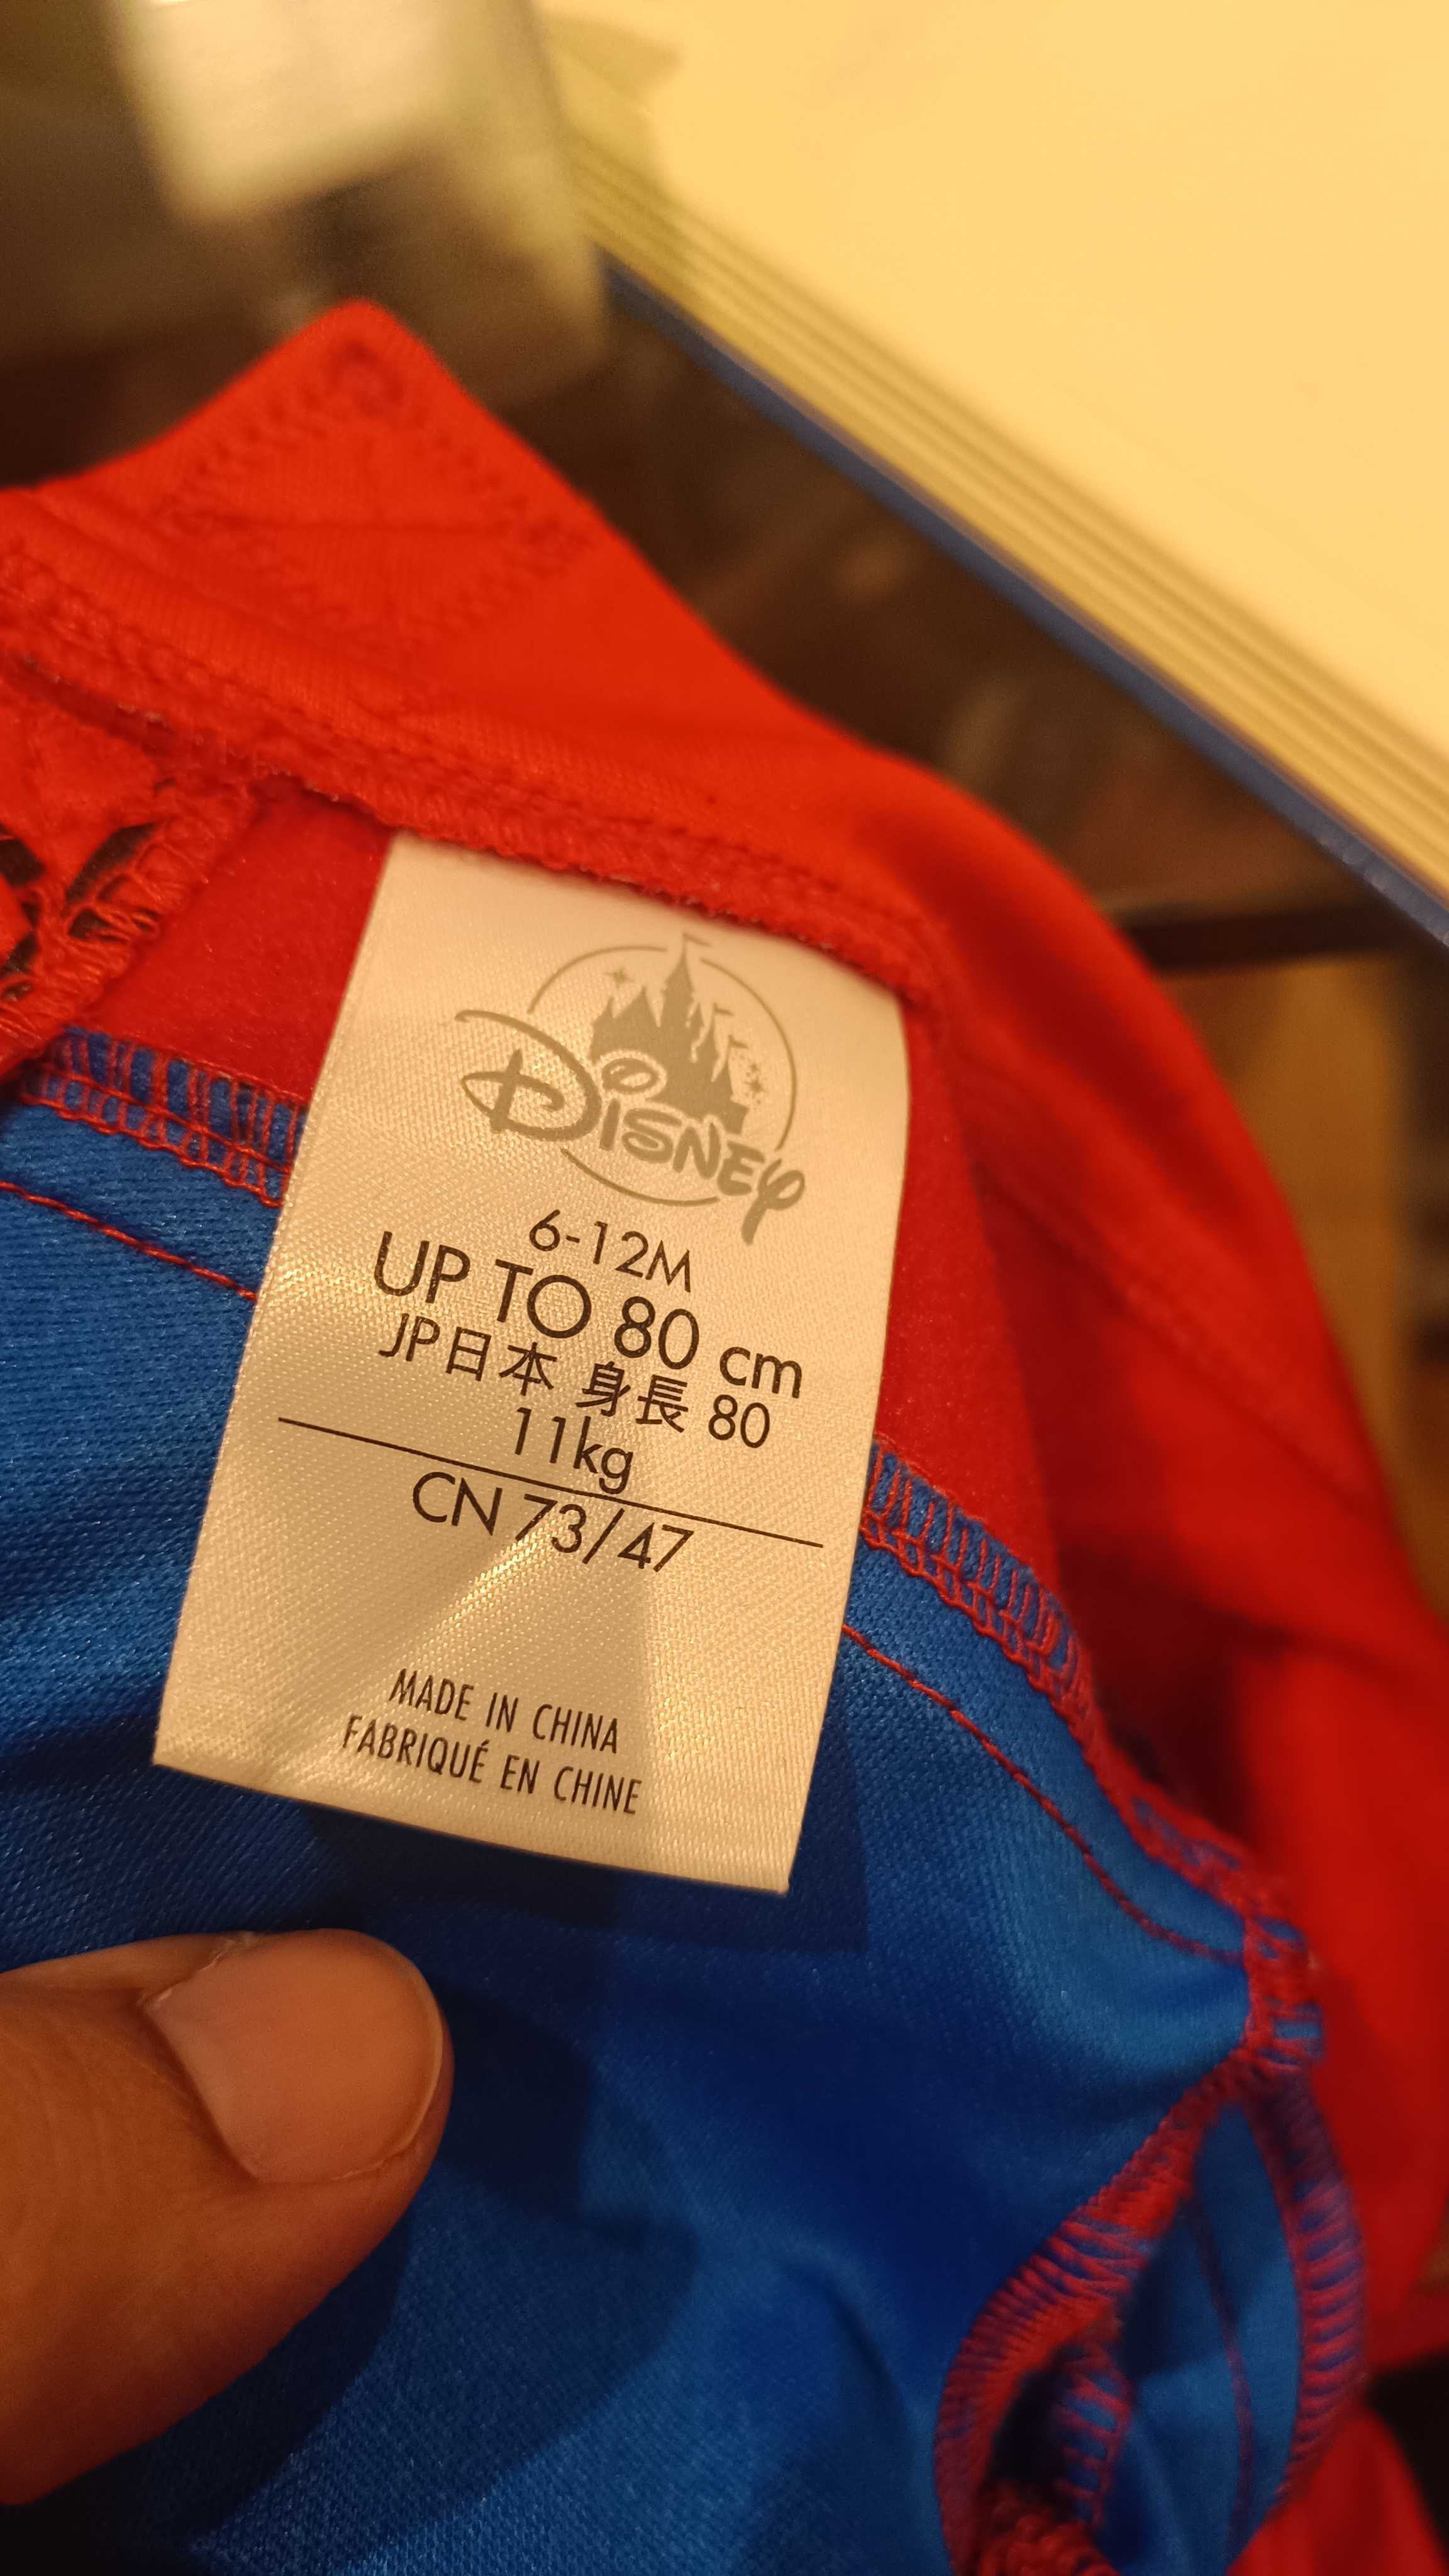 Disney
6-12M
UP TO 80 cm
JP日本 身長 80
11kg
CN 73/47
MADE IN CHINA
FABRIQUÉ EN CHINE